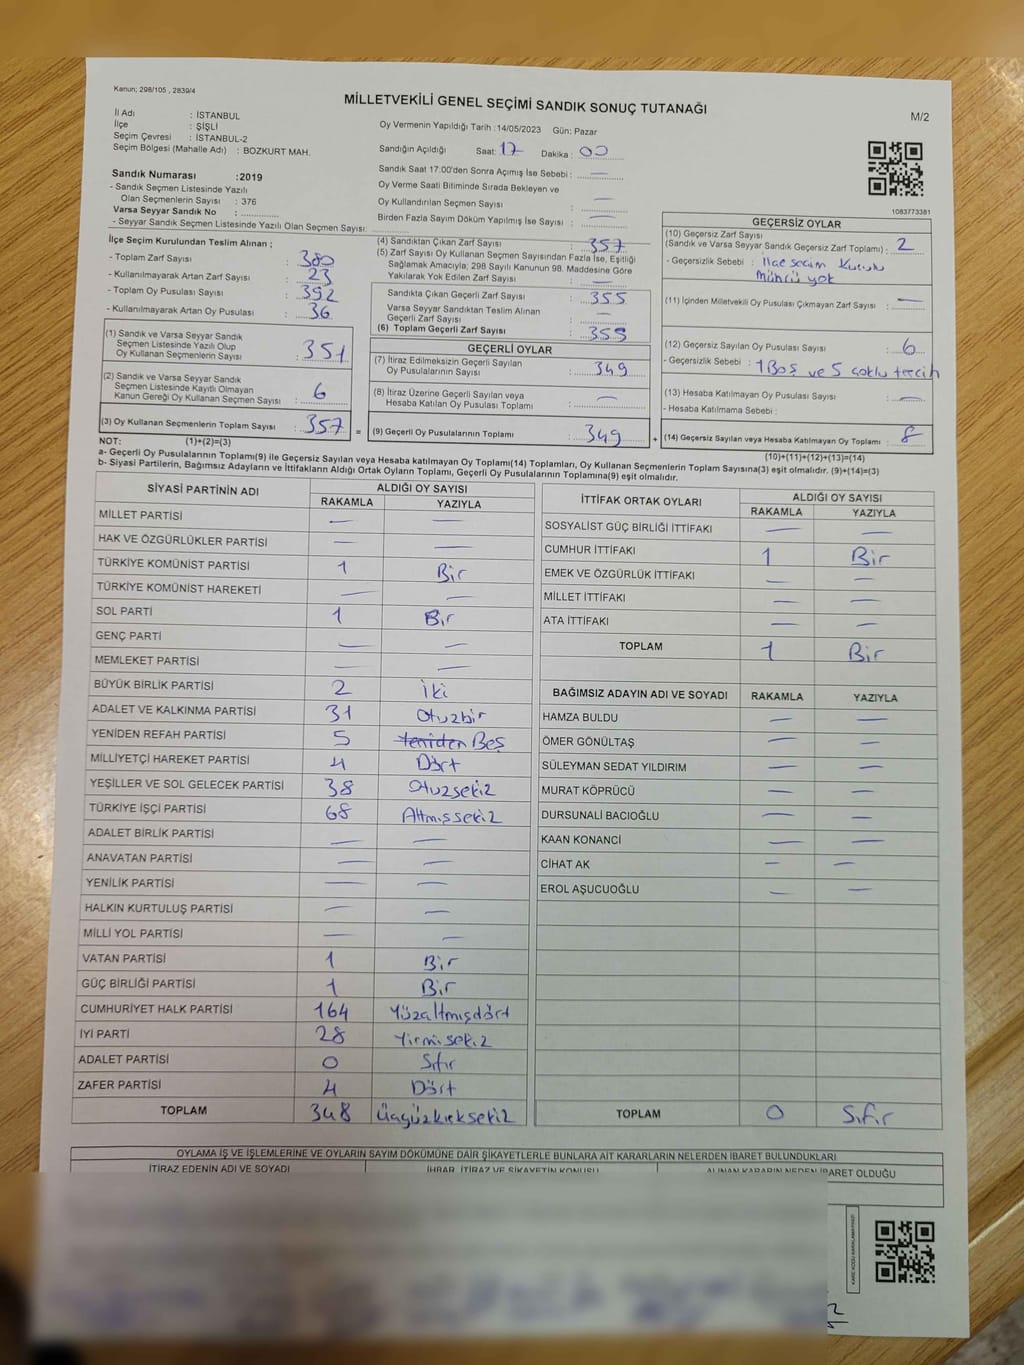 Kanun; 298/105 , 2839/4
MİLLETVEKİLİ GENEL SEÇİMİ SANDIK SONUÇ TUTANAĞI
M/2
İl Adı : İSTANBUL
İlçe : ŞİŞLİ
Seçim Çevresi : İSTANBUL-2
Seçim Bölgesi (Mahalle Adı) : BOZKURT MAH.
Sandık Numarası :2019
- Sandık Seçmen Listesinde Yazılı
Olan Seçmenlerin Sayısı : 376
Varsa Seyyar Sandık No :
- Seyyar Sandık Seçmen Listesinde Yazılı Olan Seçmen Sayısı:
Oy Vermenin Yapıldığı Tarih :14/05/2023 Gün: Pazar
Sandığın Açıldığı Saat: 17 Dakika : 00
Sandık Saat 17.00'den Sonra Açımış İse Sebebi : —
Oy Verme Saati Bitiminde Sırada Bekleyen ve
Oy Kullandırılan Seçmen Sayısı : —
Birden Fazla Sayım Döküm Yapılmış İse Sayısı : —
1083773381
İlçe Seçim Kurulundan Teslim Alınan ;
- Toplam Zarf Sayısı : 380
- Kullanılmayarak Artan Zarf Sayısı : 23
- Toplam Oy Pusulası Sayısı : 392
- Kullanılmayarak Artan Oy Pusulası : 36
(1) Sandık ve Varsa Seyyar Sandık
Seçmen Listesinde Yazılı Olup
Oy Kullanan Seçmenlerin Sayısı : 351
(2) Sandık ve Varsa Seyyar Sandık
Seçmen Listesinde Kayıtlı Olmayan
Kanun Gereği Oy Kullanan Seçmen Sayısı : 6
(3) Oy Kullanan Seçmenlerin Toplam Sayısı : 357
(4) Sandıktan Çıkan Zarf Sayısı : 357
(5) Zarf Sayısı Oy Kullanan Seçmen Sayısından Fazla İse, Eşitliği
Sağlamak Amacıyla, 298 Sayılı Kanunun 98. Maddesine Göre
Yakılarak Yok Edilen Zarf Sayısı : —
Sandıkta Çıkan Geçerli Zarf Sayısı : 355
Varsa Seyyar Sandıktan Teslim Alınan
Geçerli Zarf Sayısı : —
(6) Toplam Geçerli Zarf Sayısı : 355
GEÇERLİ OYLAR
(7) İtiraz Edilmeksizin Geçerli Sayılan
Oy Pusulalarının Sayısı : 349
(8) İtiraz Üzerine Geçerli Sayılan veya
Hesaba Katılan Oy Pusulası Toplamı : —
= (9) Geçerli Oy Pusulalarının Toplamı : 349 +
GEÇERSİZ OYLAR
(10) Geçersiz Zarf Sayısı
(Sandık ve Varsa Seyyar Sandık Geçersiz Zarf Toplamı) : 2
- Geçersizlik Sebebi : İlçe seçim Kurulu
Mührü yok
(11) İçinden Milletvekili Oy Pusulası Çıkmayan Zarf Sayısı : —
(12) Geçersiz Sayılan Oy Pusulası Sayısı : 6
- Geçersizlik Sebebi : 1 Boş ve 5 çoklu tercih
(13) Hesaba Katılmayan Oy Pusulası Sayısı : —
- Hesaba Katılmama Sebebi :
(14) Geçersiz Sayılan veya Hesaba Katılmayan Oy Toplamı : 8
NOT: (1)+(2)=(3)
(10)+(11)+(12)+(13)=(14)
a- Geçerli Oy Pusulalarının Toplamı(9) ile Geçersiz Sayılan veya Hesaba katılmayan Oy Toplamı(14) Toplamları, Oy Kullanan Seçmenlerin Toplam Sayısına(3) eşit olmalıdır. (9)+(14)=(3)
b- Siyasi Partilerin, Bağımsız Adayların ve İttifakların Aldığı Ortak Oyların Toplamı, Geçerli Oy Pusulalarının Toplamına(9) eşit olmalıdır.
SİYASİ PARTİNİN ADI ALDIĞI OY SAYISI
RAKAMLA YAZIYLA
MİLLET PARTİSİ — —
HAK VE ÖZGÜRLÜKLER PARTİSİ — —
TÜRKİYE KOMÜNİST PARTİSİ 1 Bir
TÜRKİYE KOMÜNİST HAREKETİ — —
SOL PARTİ 1 Bir
GENÇ PARTİ — —
MEMLEKET PARTİSİ — —
BÜYÜK BİRLİK PARTİSİ 2 İki
ADALET VE KALKINMA PARTİSİ 31 Otuzbir
YENİDEN REFAH PARTİSİ 5 Yeniden Beş
MİLLİYETÇİ HAREKET PARTİSİ 4 Dört
YEŞİLLER VE SOL GELECEK PARTİSİ 38 Otuzsekiz
TÜRKİYE İŞÇİ PARTİSİ 68 Altmışsekiz
ADALET BİRLİK PARTİSİ — —
ANAVATAN PARTİSİ — —
YENİLİK PARTİSİ — —
HALKIN KURTULUŞ PARTİSİ — —
MİLLİ YOL PARTİSİ — —
VATAN PARTİSİ 1 Bir
GÜÇ BİRLİĞİ PARTİSİ 1 Bir
CUMHURİYET HALK PARTİSİ 164 Yüzaltmışdört
İYİ PARTİ 28 Yirmisekiz
ADALET PARTİSİ 0 Sıfır
ZAFER PARTİSİ 4 Dört
TOPLAM 348 Üçyüzkırksekiz
İTTİFAK ORTAK OYLARI ALDIĞI OY SAYISI
RAKAMLA YAZIYLA
SOSYALİST GÜÇ BİRLİĞİ İTTİFAKI — —
CUMHUR İTTİFAKI 1 Bir
EMEK VE ÖZGÜRLÜK İTTİFAKI — —
MİLLET İTTİFAKI — —
ATA İTTİFAKI — —
TOPLAM 1 Bir
BAĞIMSIZ ADAYIN ADI VE SOYADI RAKAMLA YAZIYLA
HAMZA BULDU — —
ÖMER GÖNÜLTAŞ — —
SÜLEYMAN SEDAT YILDIRIM — —
MURAT KÖPRÜCÜ — —
DURSUNALİ BACIOĞLU — —
KAAN KONANCİ — —
CİHAT AK — —
EROL AŞUCUOĞLU — —
TOPLAM 0 Sıfır
OYLAMA İŞ VE İŞLEMLERİNE VE OYLARIN SAYIM DÖKÜMÜNE DAİR ŞİKAYETLERLE BUNLARA AİT KARARLARIN NELERDEN İBARET BULUNDUKLARI
İTİRAZ EDENİN ADI VE SOYADI İHBAR, İTİRAZ VE ŞİKAYETİN KONUSU ALINAN KARARIN NEDEN İBARET OLDUĞU